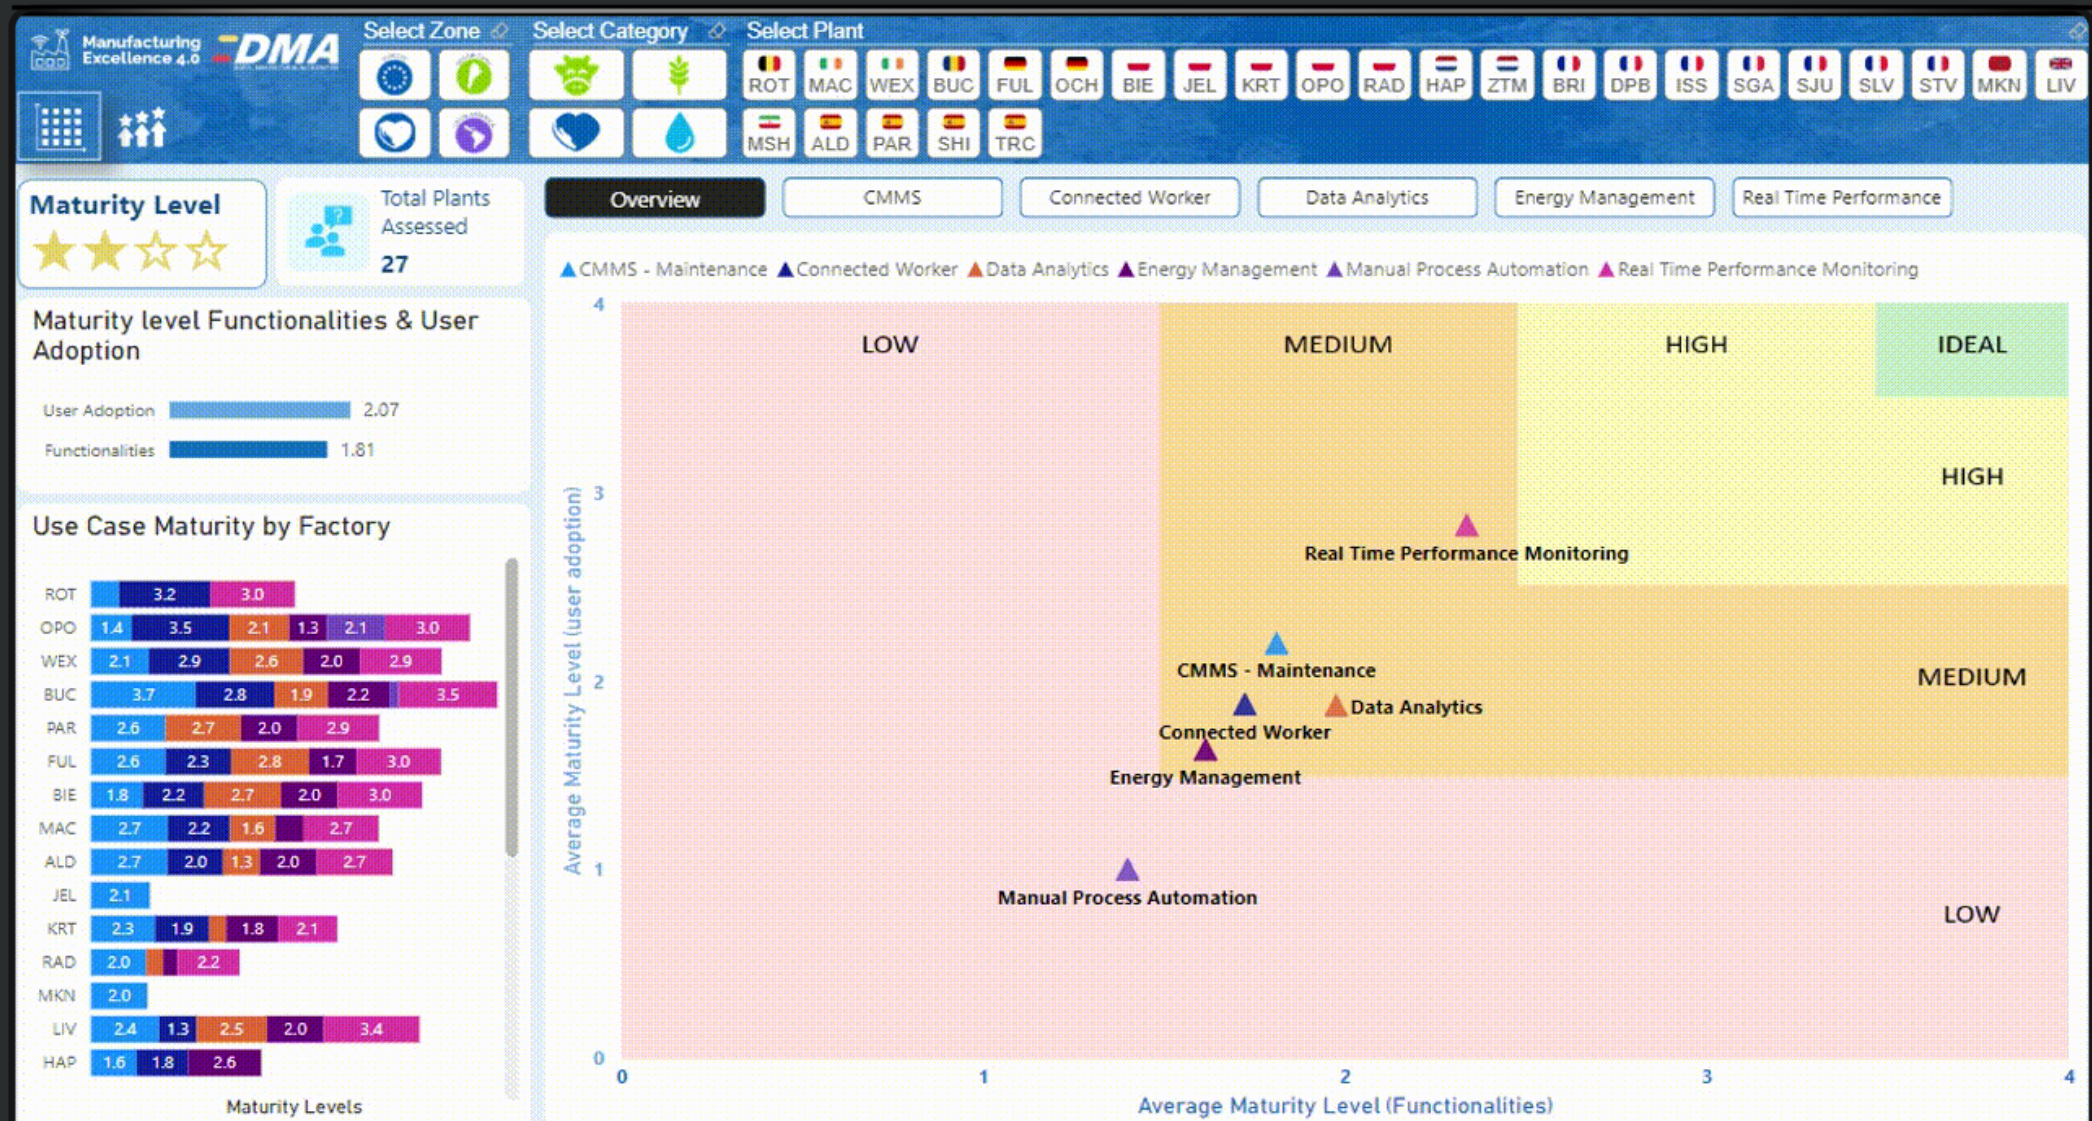 Manufacturing
Excellence 4.0
DMA
Select Zone
Select Category
Select Plant
ROT MAC WEX BUC FUL OCH BIE JEL KRT OPO RAD HAP ZTM BRI DPB ISS SGA SJU SLV STV MKN LIV
MSH ALD PAR SHI TRC
Maturity Level
Total Plants
Assessed
27
Overview
CMMS
Connected Worker
Data Analytics
Energy Management
Real Time Performance
Maturity level Functionalities & User
Adoption
User Adoption 2.07
Functionalities 1.81
Use Case Maturity by Factory
ROT 3.2 3.0
OPO 1.4 3.5 2.1 1.3 2.1 3.0
WEX 2.1 2.9 2.6 2.0 2.9
BUC 3.7 2.8 1.9 2.2 3.5
PAR 2.6 2.7 2.0 2.9
FUL 2.6 2.3 2.8 1.7 3.0
BIE 1.8 2.2 2.7 2.0 3.0
MAC 2.7 2.2 1.6 2.7
ALD 2.7 2.0 1.3 2.0 2.7
JEL 2.1
KRT 2.3 1.9 1.8 2.1
RAD 2.0 2.2
MKN 2.0
LIV 2.4 1.3 2.5 2.0 3.4
HAP 1.6 1.8 2.6
Maturity Levels
CMMS - Maintenance Connected Worker Data Analytics Energy Management Manual Process Automation Real Time Performance Monitoring
Average Maturity Level (user adoption)
4
3
2
1
0
LOW MEDIUM HIGH IDEAL
HIGH
Real Time Performance Monitoring
CMMS - Maintenance
MEDIUM
Data Analytics
Connected Worker
Energy Management
Manual Process Automation
LOW
0 1 2 3 4
Average Maturity Level (Functionalities)